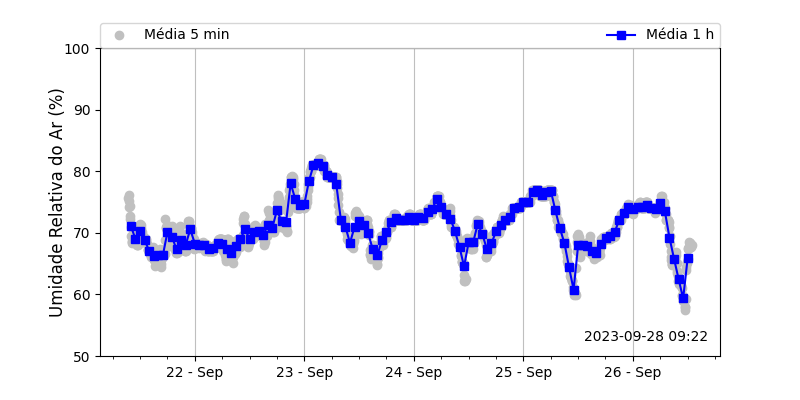 Média 5 min
Média 1 h
Umidade Relativa do Ar (%)
100
90
80
70
60
50
2023-09-28 09:22
22 - Sep
23 - Sep
24 - Sep
25 - Sep
26 - Sep